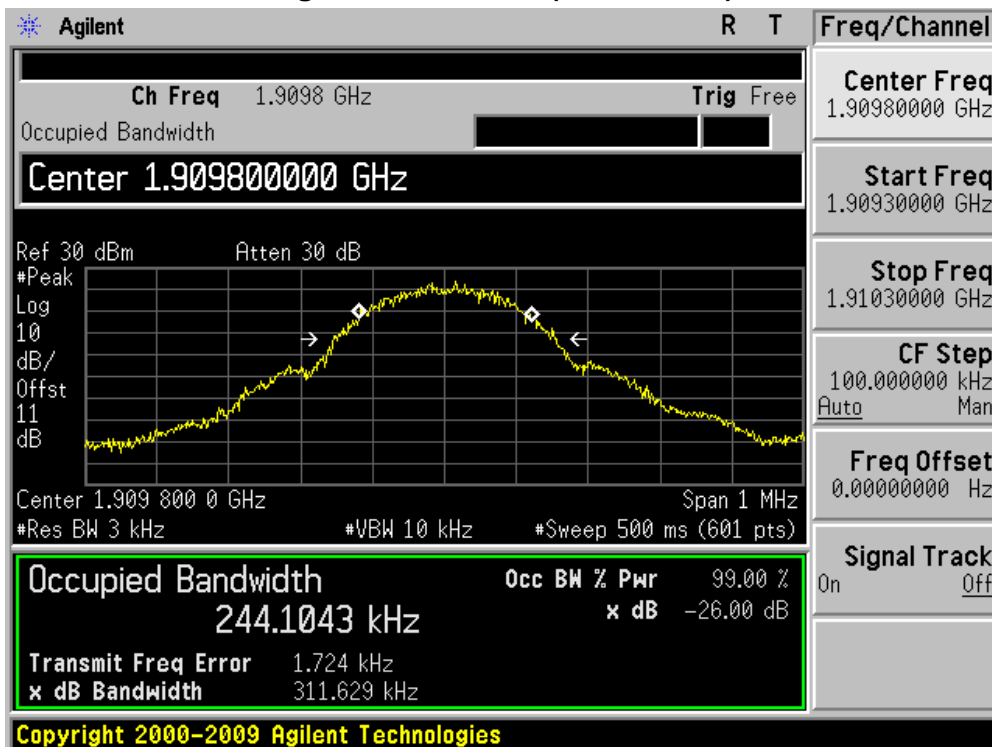 Agilent R T
Ch Freq 1.9098 GHz Trig Free
Occupied Bandwidth
Center 1.909800000 GHz
Ref 30 dBm Atten 30 dB
#Peak
Log
10
dB/
Offst
11
dB
Center 1.909 800 0 GHz Span 1 MHz
#Res BW 3 kHz #VBW 10 kHz #Sweep 500 ms (601 pts)
Occupied Bandwidth Occ BW % Pwr 99.00 %
244.1043 kHz x dB -26.00 dB
Transmit Freq Error 1.724 kHz
x dB Bandwidth 311.629 kHz
Copyright 2000-2009 Agilent Technologies
Freq/Channel
Center Freq
1.90980000 GHz
Start Freq
1.90930000 GHz
Stop Freq
1.91030000 GHz
CF Step
100.000000 kHz
Auto Man
Freq Offset
0.00000000 Hz
Signal Track
On Off